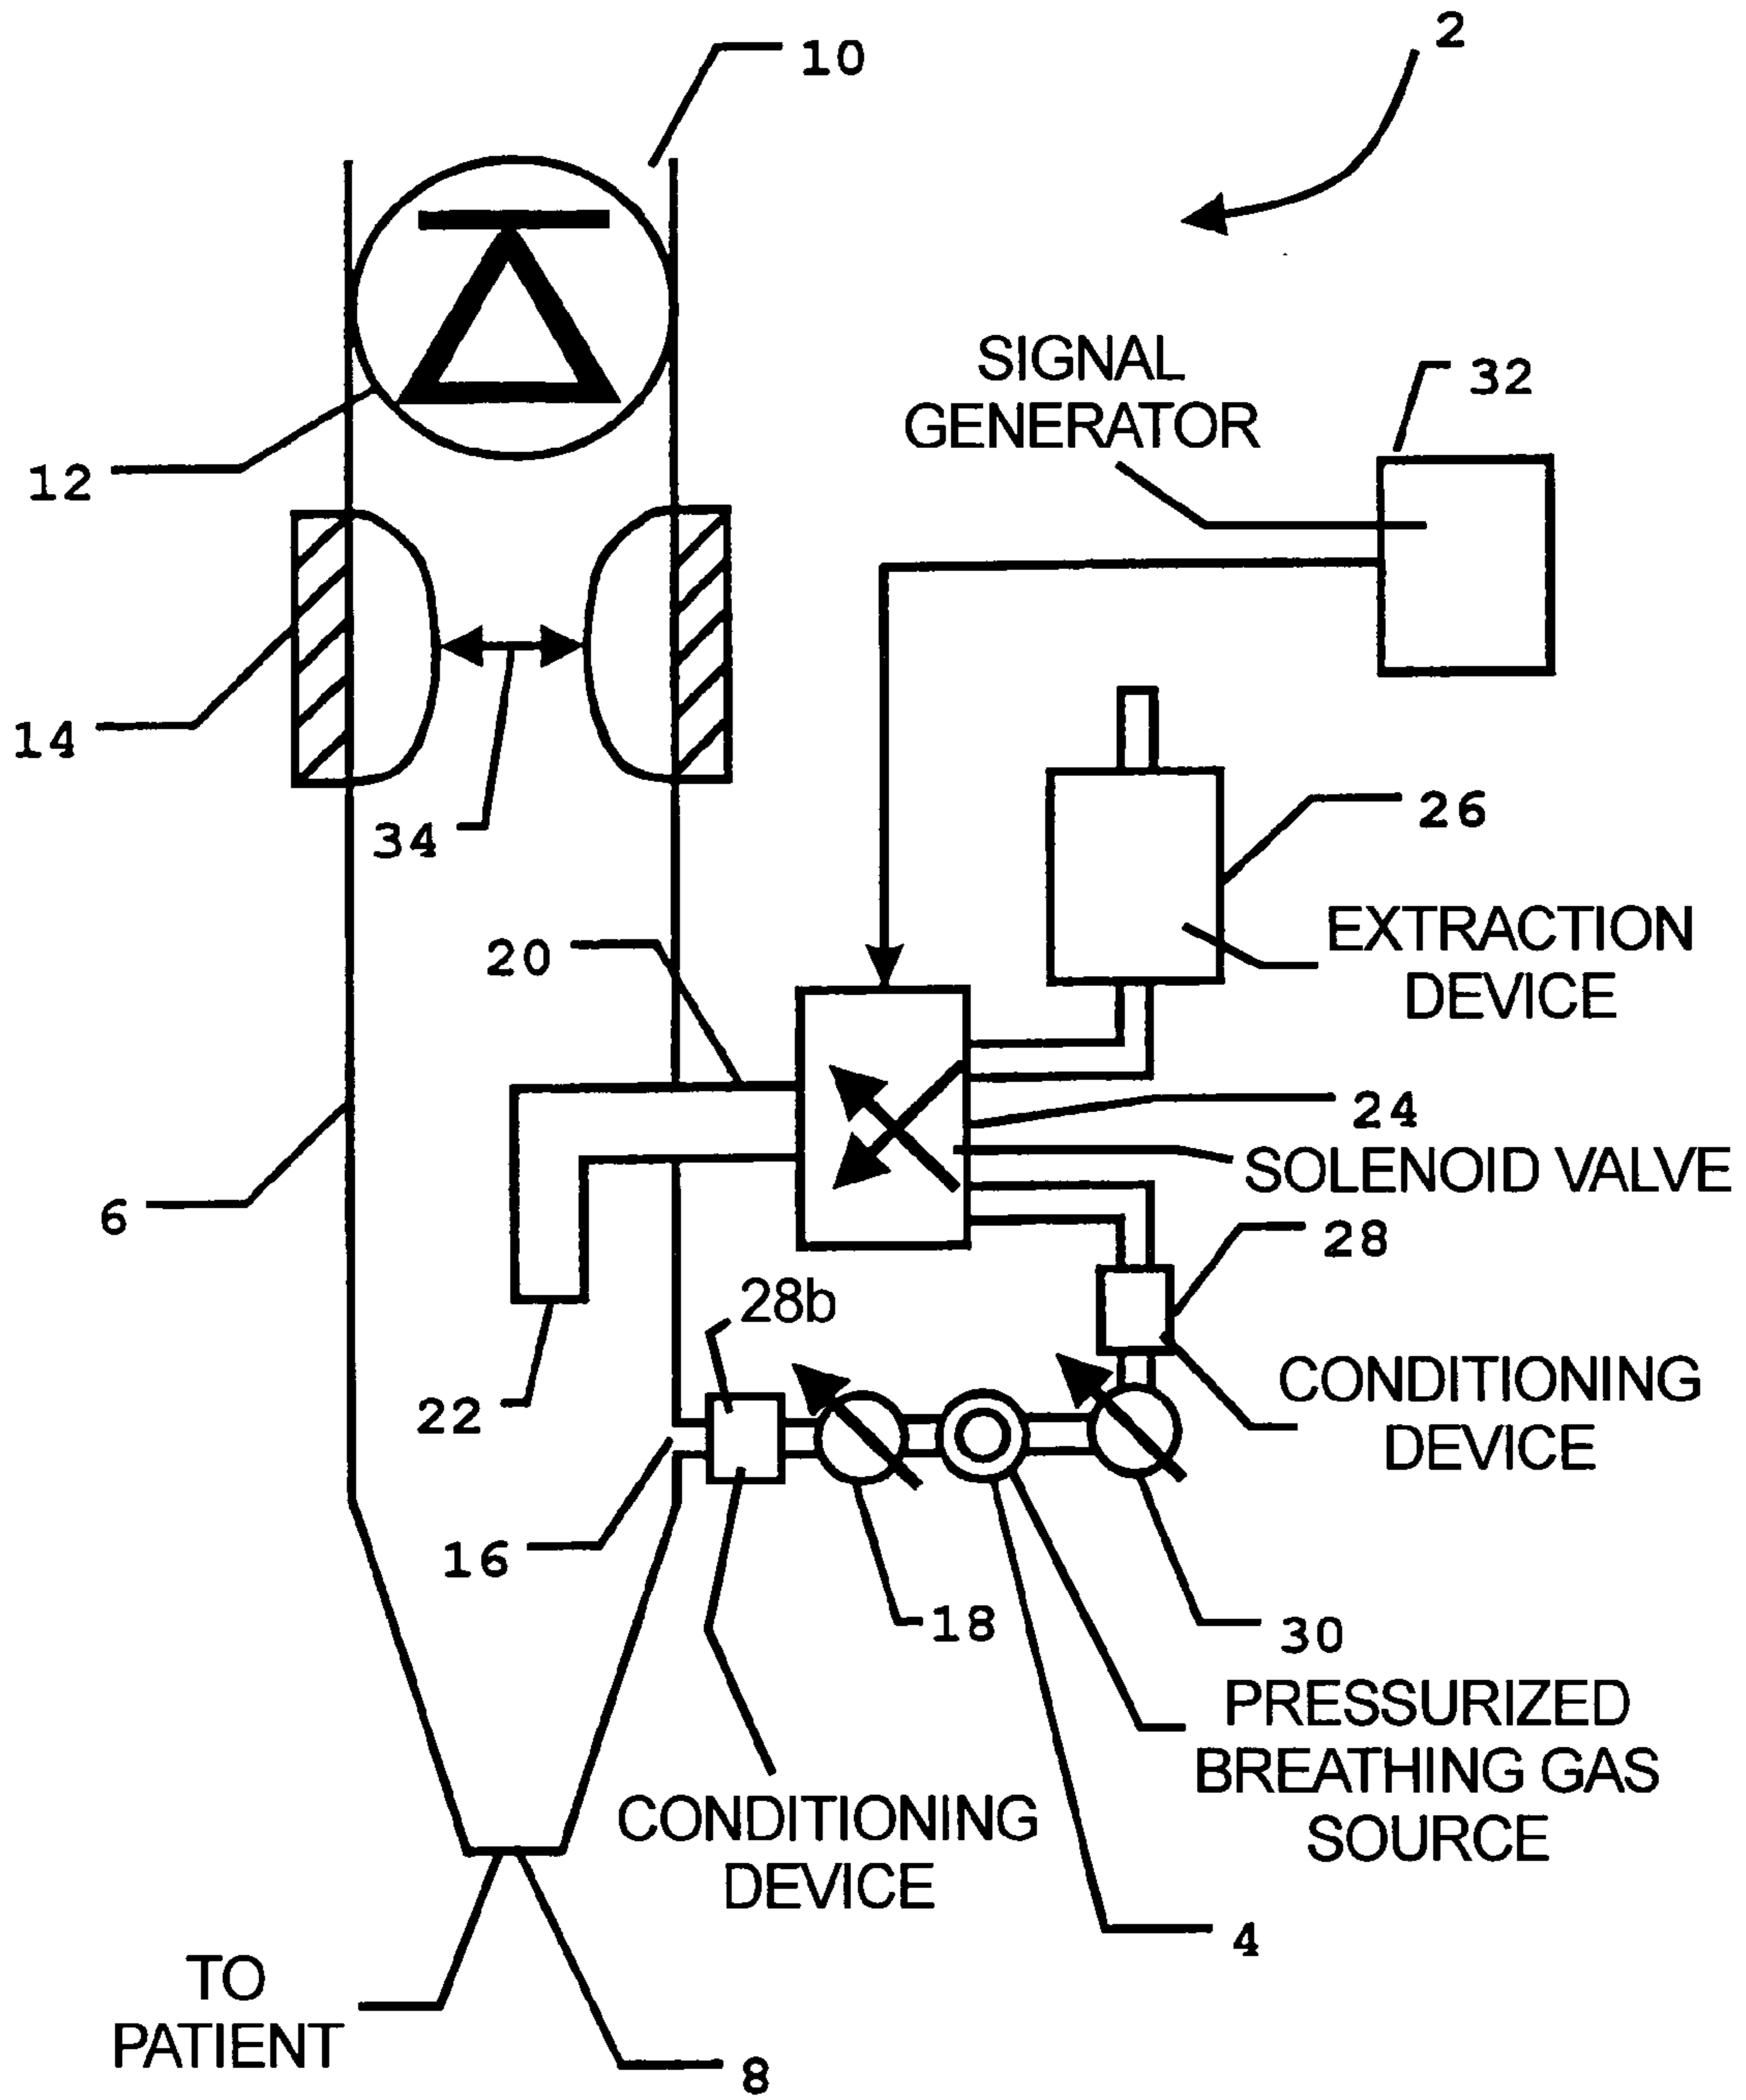 2
10
SIGNAL
GENERATOR
32
12
14
34
26
EXTRACTION
DEVICE
20
24
SOLENOID VALVE
6
28
28b
CONDITIONING
DEVICE
22
16
18
30
PRESSURIZED
BREATHING GAS
SOURCE
CONDITIONING
DEVICE
4
TO
PATIENT
8